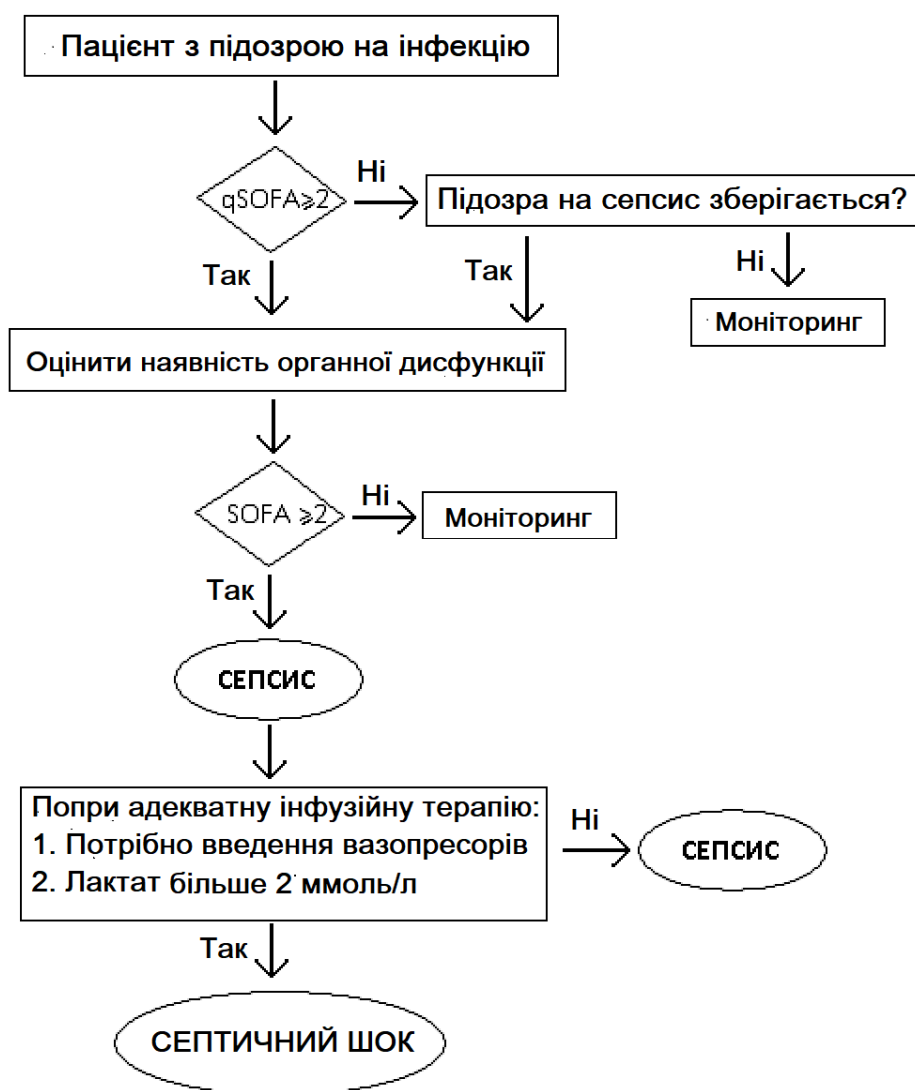 Пацієнт з підозрою на інфекцію
Ні
qSOFA⩾2
Підозра на сепсис зберігається?
Так
Так
Ні
Моніторинг
Оцінити наявність органної дисфункції
Ні
SOFA ⩾2
Моніторинг
Так
СЕПСИС
Попри адекватну інфузійну терапію:
1. Потрібно введення вазопресорів
2. Лактат більше 2 ммоль/л
Ні
СЕПСИС
Так
СЕПТИЧНИЙ ШОК